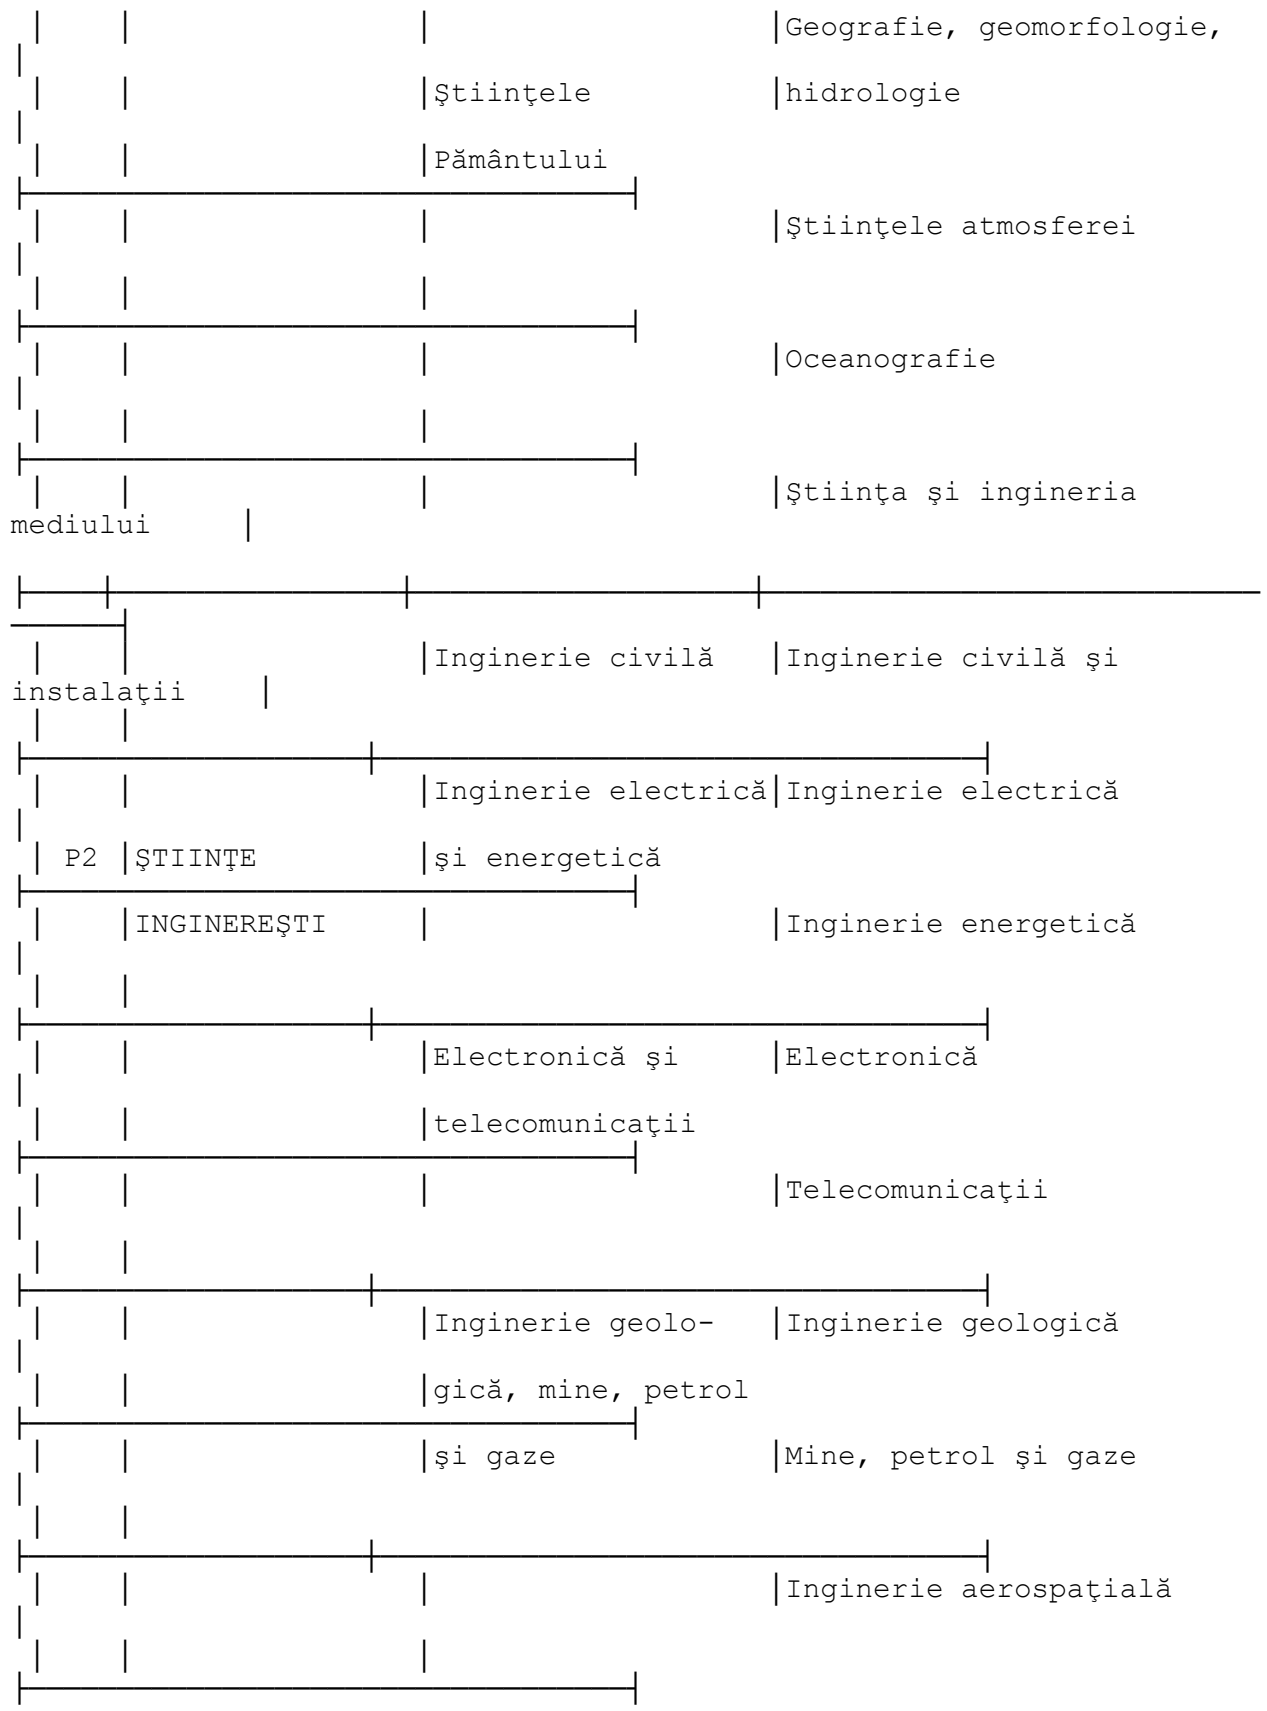 Geografie, geomorfologie,
Ştiinţele hidrologie
Pământului
Ştiinţele atmosferei
Oceanografie
Ştiinţa şi ingineria
mediului
Inginerie civilă Inginerie civilă şi
instalaţii
Inginerie electrică Inginerie electrică
P2 ŞTIINŢE şi energetică
INGINEREŞTI Inginerie energetică
Electronică şi Electronică
telecomunicaţii
Telecomunicaţii
Inginerie geolo- Inginerie geologică
gică, mine, petrol
şi gaze Mine, petrol şi gaze
Inginerie aerospaţială